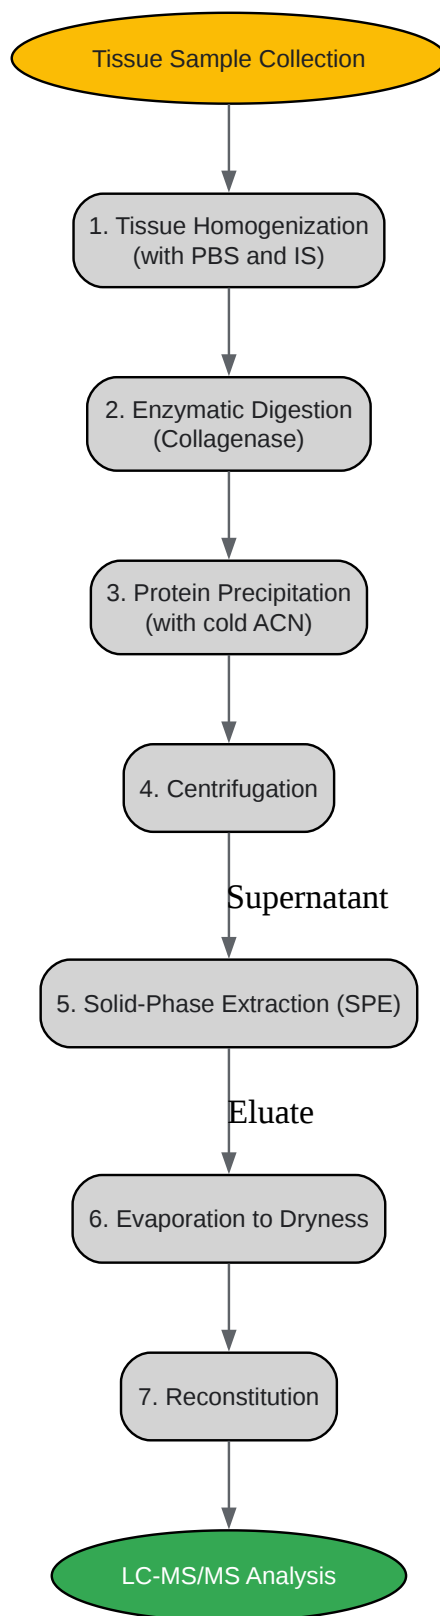 Tissue Sample Collection
1. Tissue Homogenization
(with PBS and IS)
2. Enzymatic Digestion
(Collagenase)
3. Protein Precipitation
(with cold ACN)
4. Centrifugation
Supernatant
5. Solid-Phase Extraction (SPE)
Eluate
6. Evaporation to Dryness
7. Reconstitution
LC-MS/MS Analysis